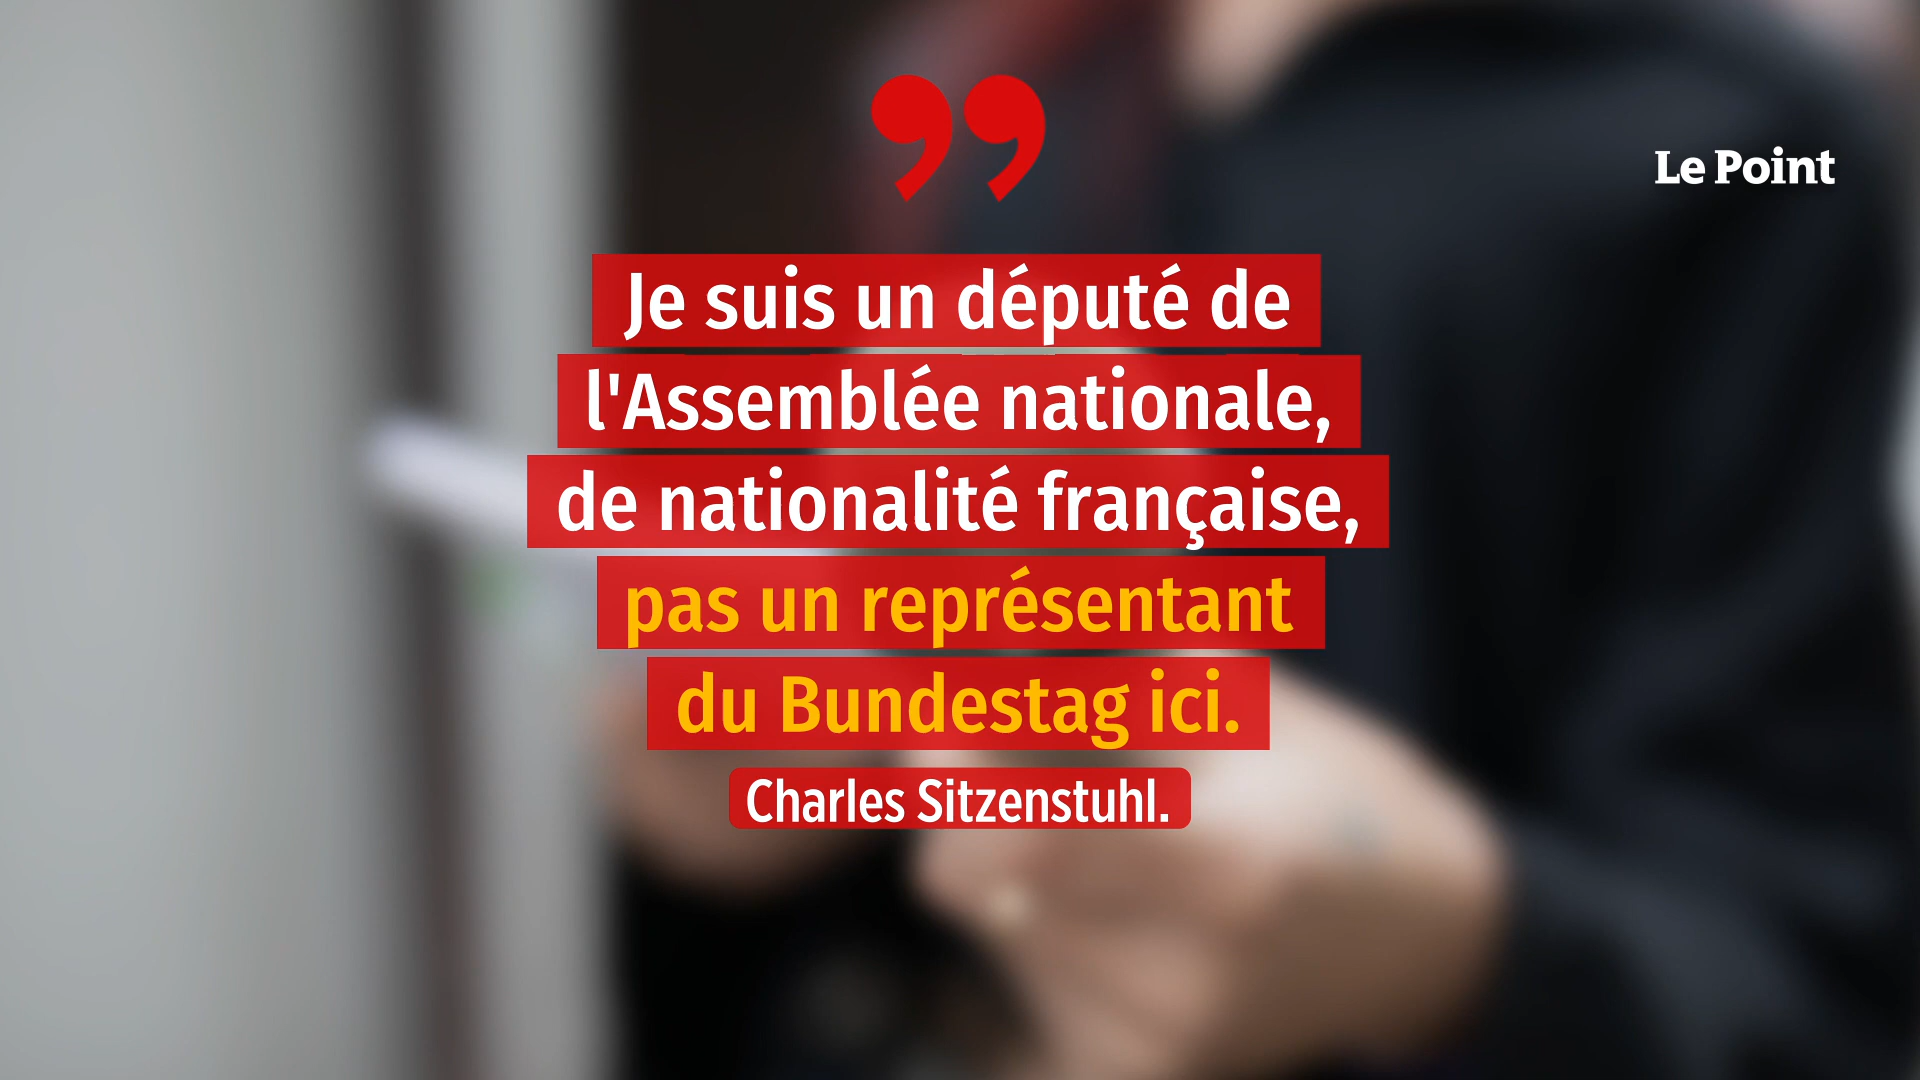 ”
Le Point
Je suis un député de
l'Assemblée nationale,
de nationalité française,
pas un représentant
du Bundestag ici.
Charles Sitzenstuhl.